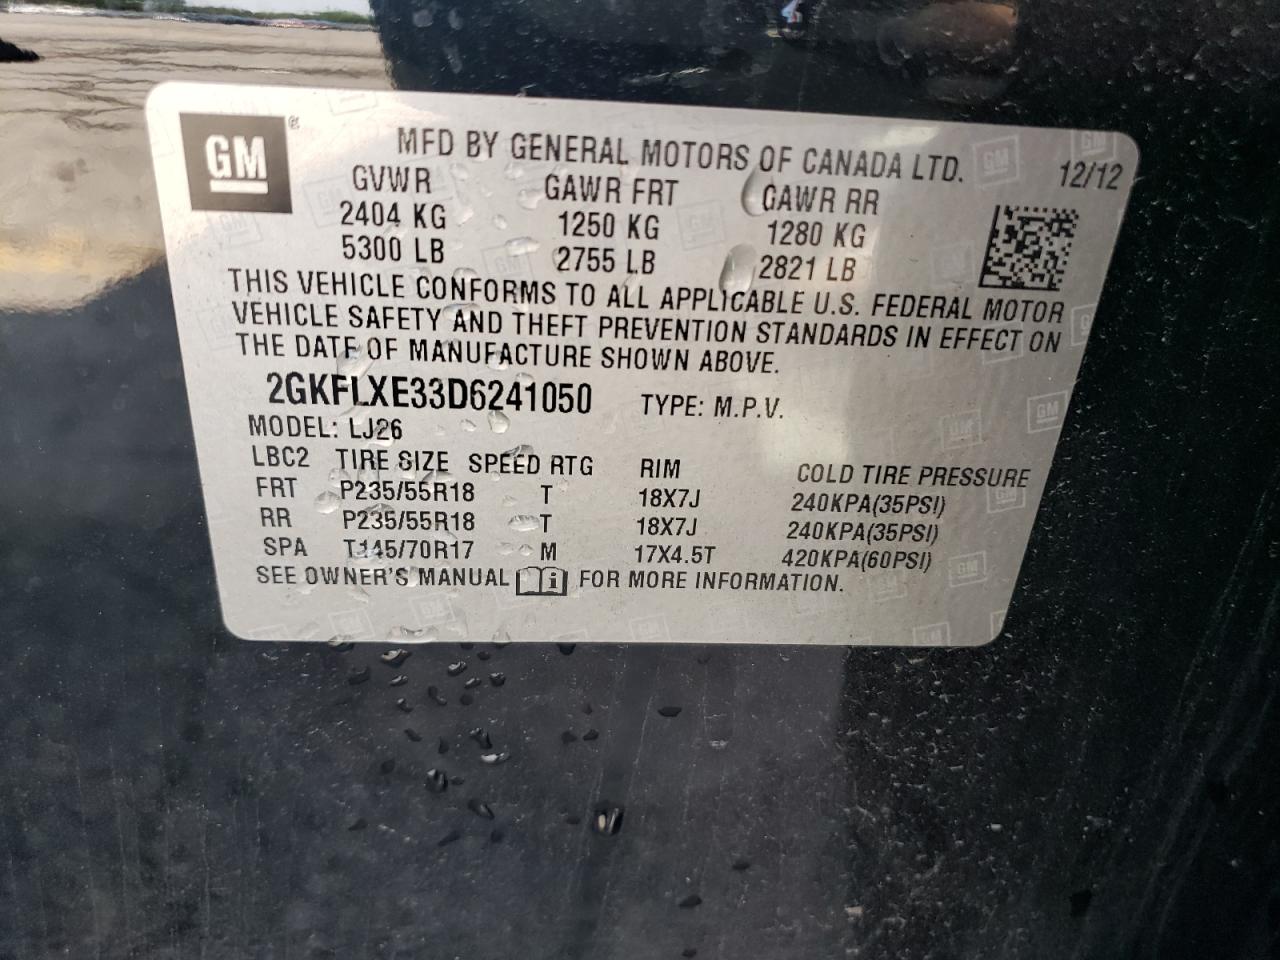 GM®
MFD BY GENERAL MOTORS OF CANADA LTD.
12/12
GVWR GAWR FRT GAWR RR
2404 KG 1250 KG 1280 KG
5300 LB 2755 LB 2821 LB
THIS VEHICLE CONFORMS TO ALL APPLICABLE U.S. FEDERAL MOTOR
VEHICLE SAFETY AND THEFT PREVENTION STANDARDS IN EFFECT ON
THE DATE OF MANUFACTURE SHOWN ABOVE.
2GKFLXE33D6241050 TYPE: M.P.V.
MODEL: LJ26
LBC2 TIRE SIZE SPEED RTG RIM COLD TIRE PRESSURE
FRT P235/55R18 T 18X7J 240KPA(35PSI)
RR P235/55R18 T 18X7J 240KPA(35PSI)
SPA T145/70R17 M 17X4.5T 420KPA(60PSI)
SEE OWNER'S MANUAL i FOR MORE INFORMATION.